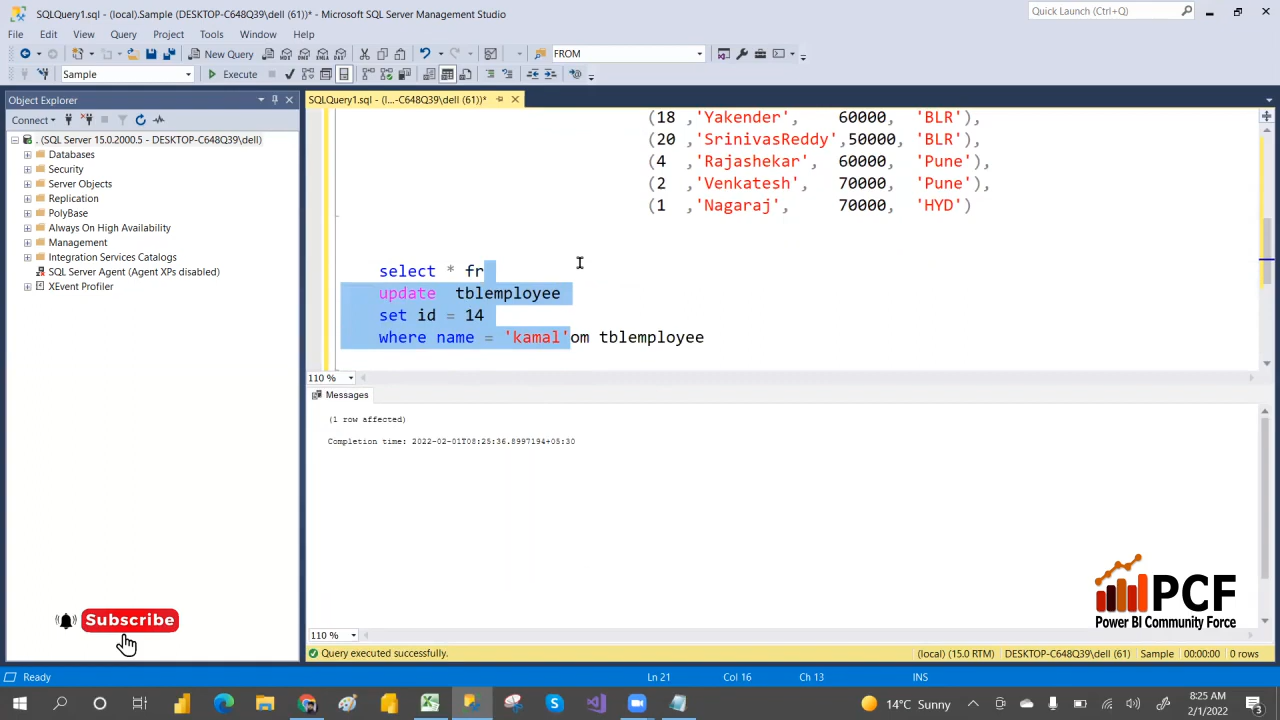 SQLQuery1.sql - (local).Sample (DESKTOP-C648Q39\dell (61))* - Microsoft SQL Server Management Studio
Quick Launch (Ctrl+Q)
File Edit View Query Project Tools Window Help
New Query MDX DMX XMLA DAX FROM
Sample Execute
Object Explorer
SQLQuery1.sql - (l...-C648Q39\dell (61))*
Connect
. (SQL Server 15.0.2000.5 - DESKTOP-C648Q39\dell)
Databases
Security
Server Objects
Replication
PolyBase
Always On High Availability
Management
Integration Services Catalogs
SQL Server Agent (Agent XPs disabled)
XEvent Profiler
(18 ,'Yakender', 60000, 'BLR'),
(20 ,'SrinivasReddy',50000, 'BLR'),
(4 ,'Rajashekar', 60000, 'Pune'),
(2 ,'Venkatesh', 70000, 'Pune'),
(1 ,'Nagaraj', 70000, 'HYD')
select * fr
update tblemployee
set id = 14
where name = 'kamal'om tblemployee
110 %
Messages
(1 row affected)
Completion time: 2022-02-01T08:25:36.8997194+05:30
110 %
Query executed successfully. (local) (15.0 RTM) DESKTOP-C648Q39\dell (61) Sample 00:00:00 0 rows
Subscribe
PCF
Power BI Community Force
Ready Ln 21 Col 16 Ch 13 INS
14°C Sunny
8:25 AM
2/1/2022
3